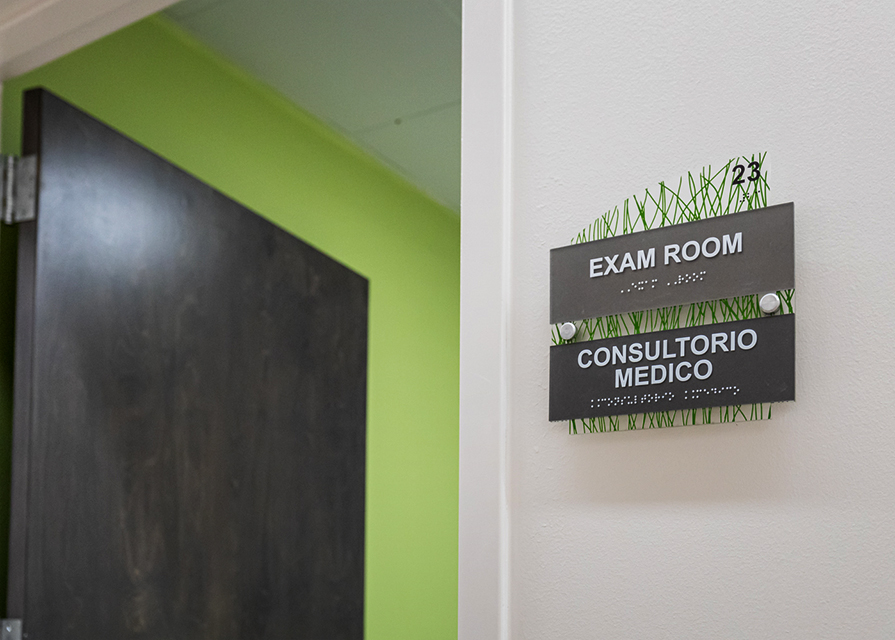 23
EXAM ROOM
CONSULTORIO
MEDICO